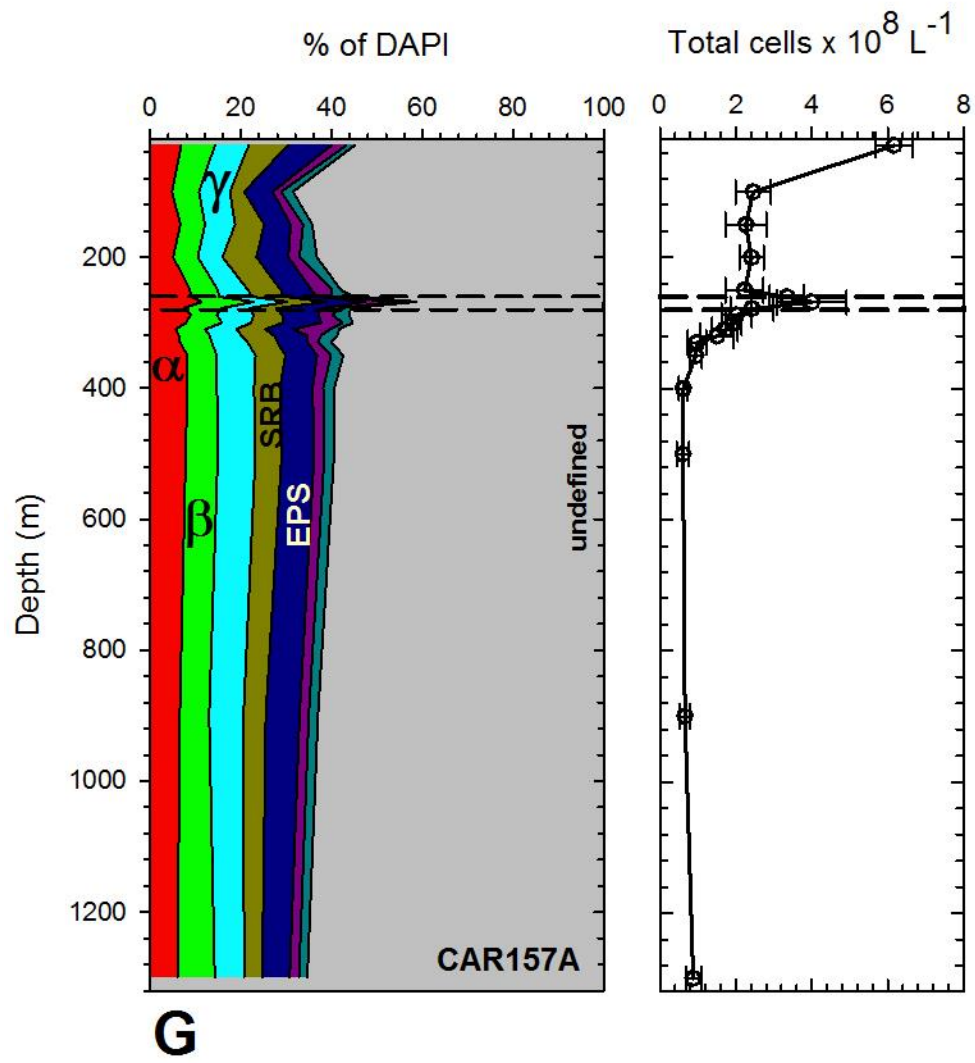 % of DAPI
Total cells x 10^8 L^-1
0 20 40 60 80 100
0 2 4 6 8
γ
200
α
400
SRB
undefined
β
EPS
600
Depth (m)
800
1000
1200
CAR157A
G